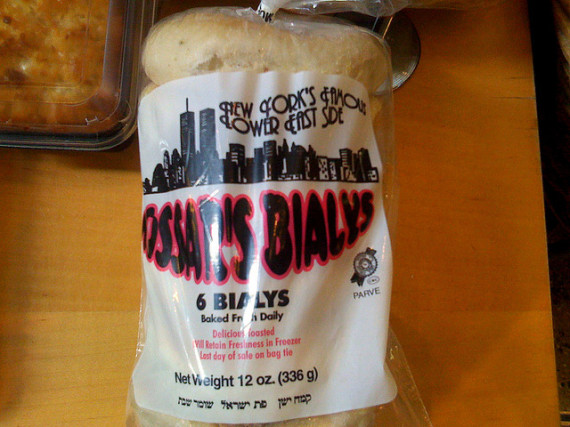 NEW YORK'S FAMOUS
LOWER EAST SIDE
KOSSAR'S BIALYS
6 BIALYS
Baked Fresh Daily
Delicious Toasted
Will Retain Freshness in Freezer
Last day of sale on bag tie
PARVE
Net Weight 12 oz. (336 g)
קמח ישן פת ישראל שומר שבת